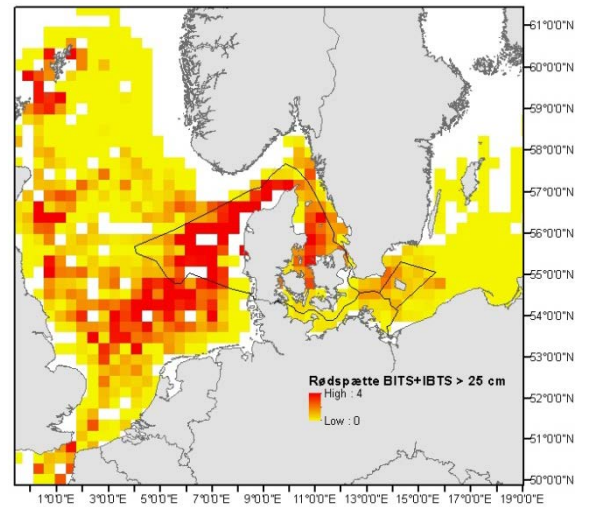 61°0'0"N
60°0'0"N
59°0'0"N
58°0'0"N
57°0'0"N
56°0'0"N
55°0'0"N
54°0'0"N
53°0'0"N
Rødspætte BITS+IBTS > 25 cm
High : 4
Low : 0
52°0'0"N
51°0'0"N
50°0'0"N
1°0'0"E 3°0'0"E 5°0'0"E 7°0'0"E 9°0'0"E 11°0'0"E 13°0'0"E 15°0'0"E 17°0'0"E 19°0'0"E